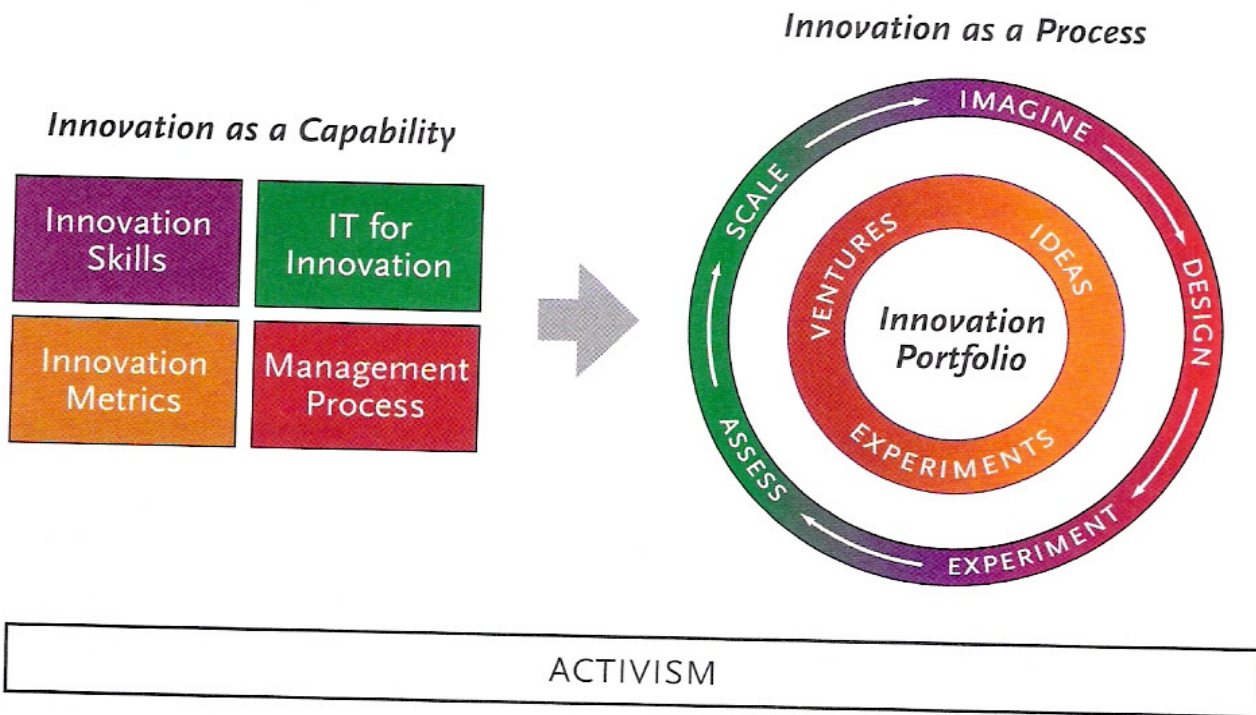 Innovation as a Process
Innovation as a Capability
Innovation
Skills
IT for
Innovation
Innovation
Metrics
Management
Process
IMAGINE
DESIGN
EXPERIMENT
ASSESS
SCALE
IDEAS
EXPERIMENTS
VENTURES
Innovation
Portfolio
ACTIVISM